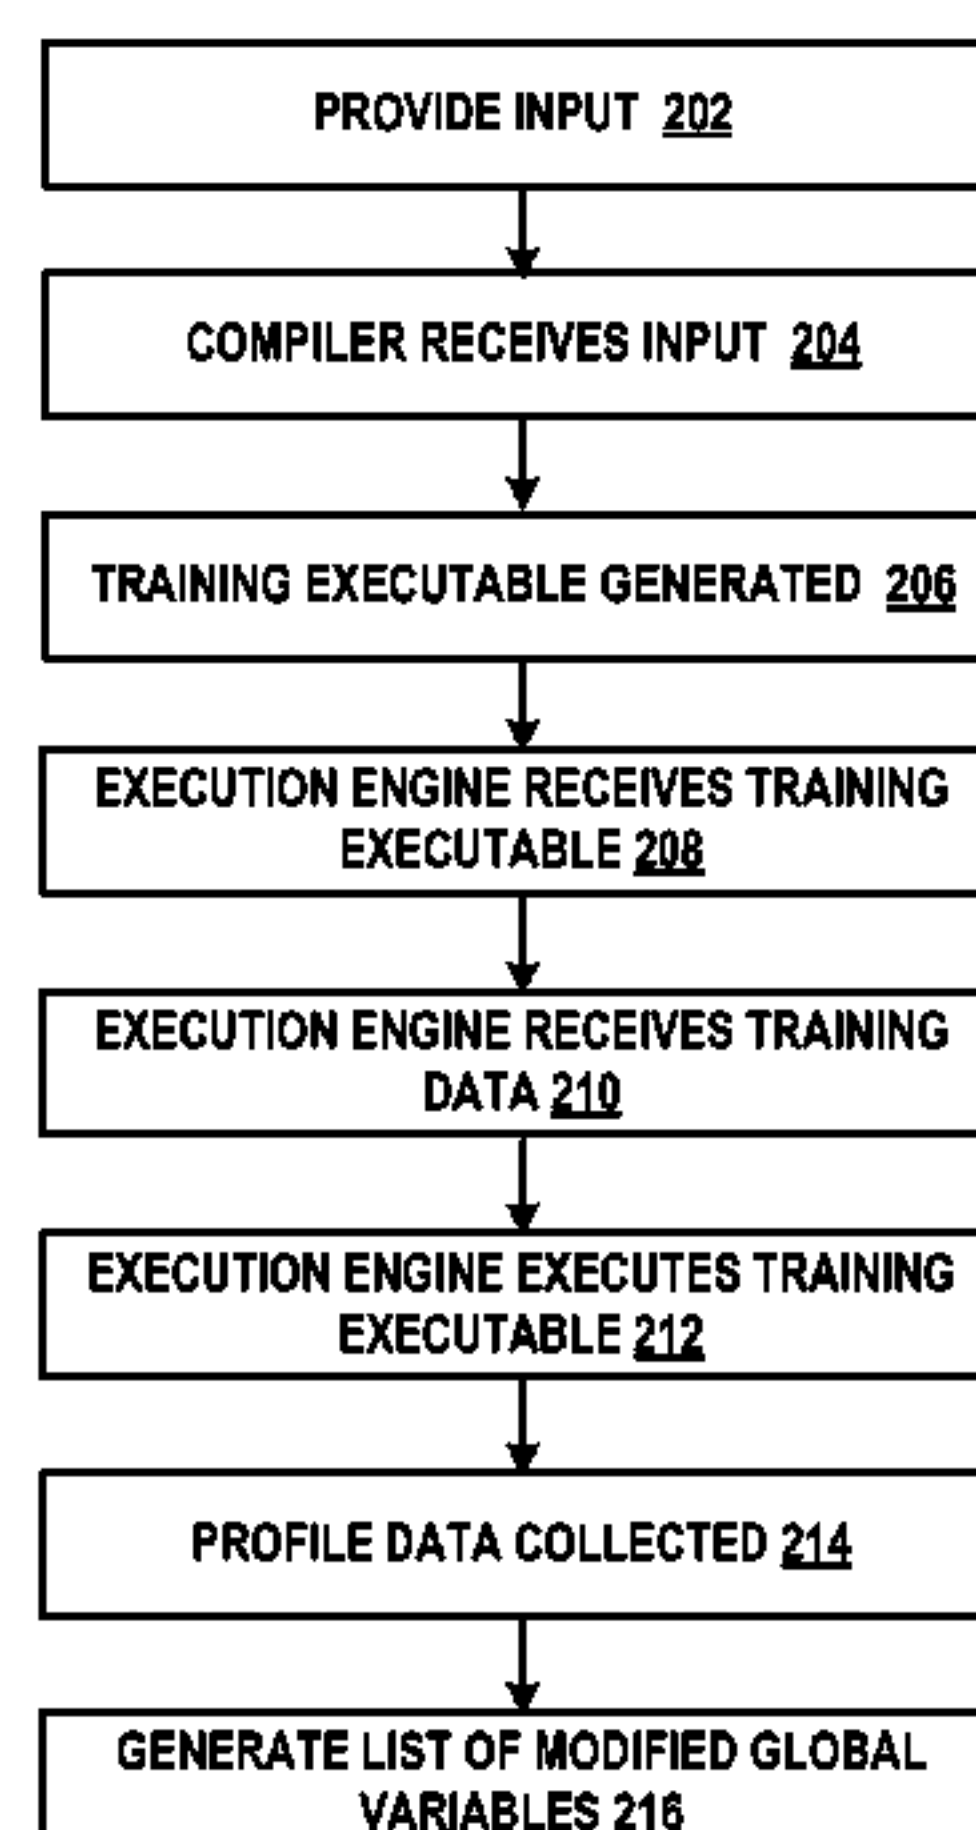 PROVIDE INPUT 202
COMPILER RECEIVES INPUT 204
TRAINING EXECUTABLE GENERATED 206
EXECUTION ENGINE RECEIVES TRAINING
EXECUTABLE 208
EXECUTION ENGINE RECEIVES TRAINING
DATA 210
EXECUTION ENGINE EXECUTES TRAINING
EXECUTABLE 212
PROFILE DATA COLLECTED 214
GENERATE LIST OF MODIFIED GLOBAL
VARIABLES 216